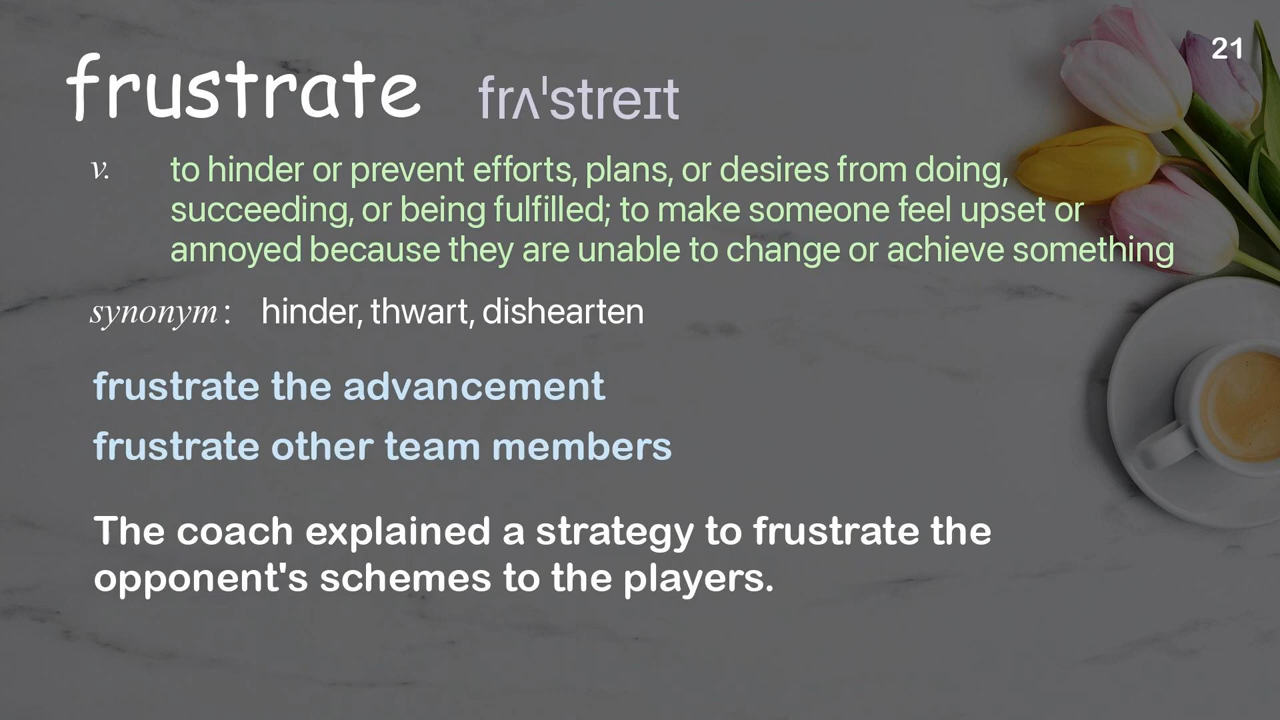 21
frustrate frʌˈstreɪt
v. to hinder or prevent efforts, plans, or desires from doing,
succeeding, or being fulfilled; to make someone feel upset or
annoyed because they are unable to change or achieve something
synonym: hinder, thwart, dishearten
frustrate the advancement
frustrate other team members
The coach explained a strategy to frustrate the
opponent's schemes to the players.